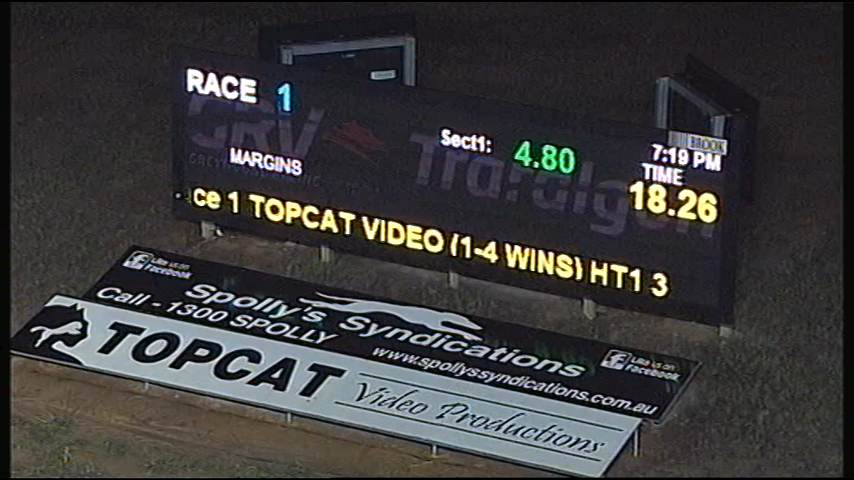 RACE 1
GRV
Sect1: 4.80
7:19 PM
MARGINS
Traralgon
TIME
18.26
ce 1 TOPCAT VIDEO (1-4 WINS) HT1 3
Like us on
Facebook
Spolly's Syndications
Call - 1300 SPOLLY
www.spollyssyndications.com.au
Like us on
Facebook
TOPCAT
Video Productions